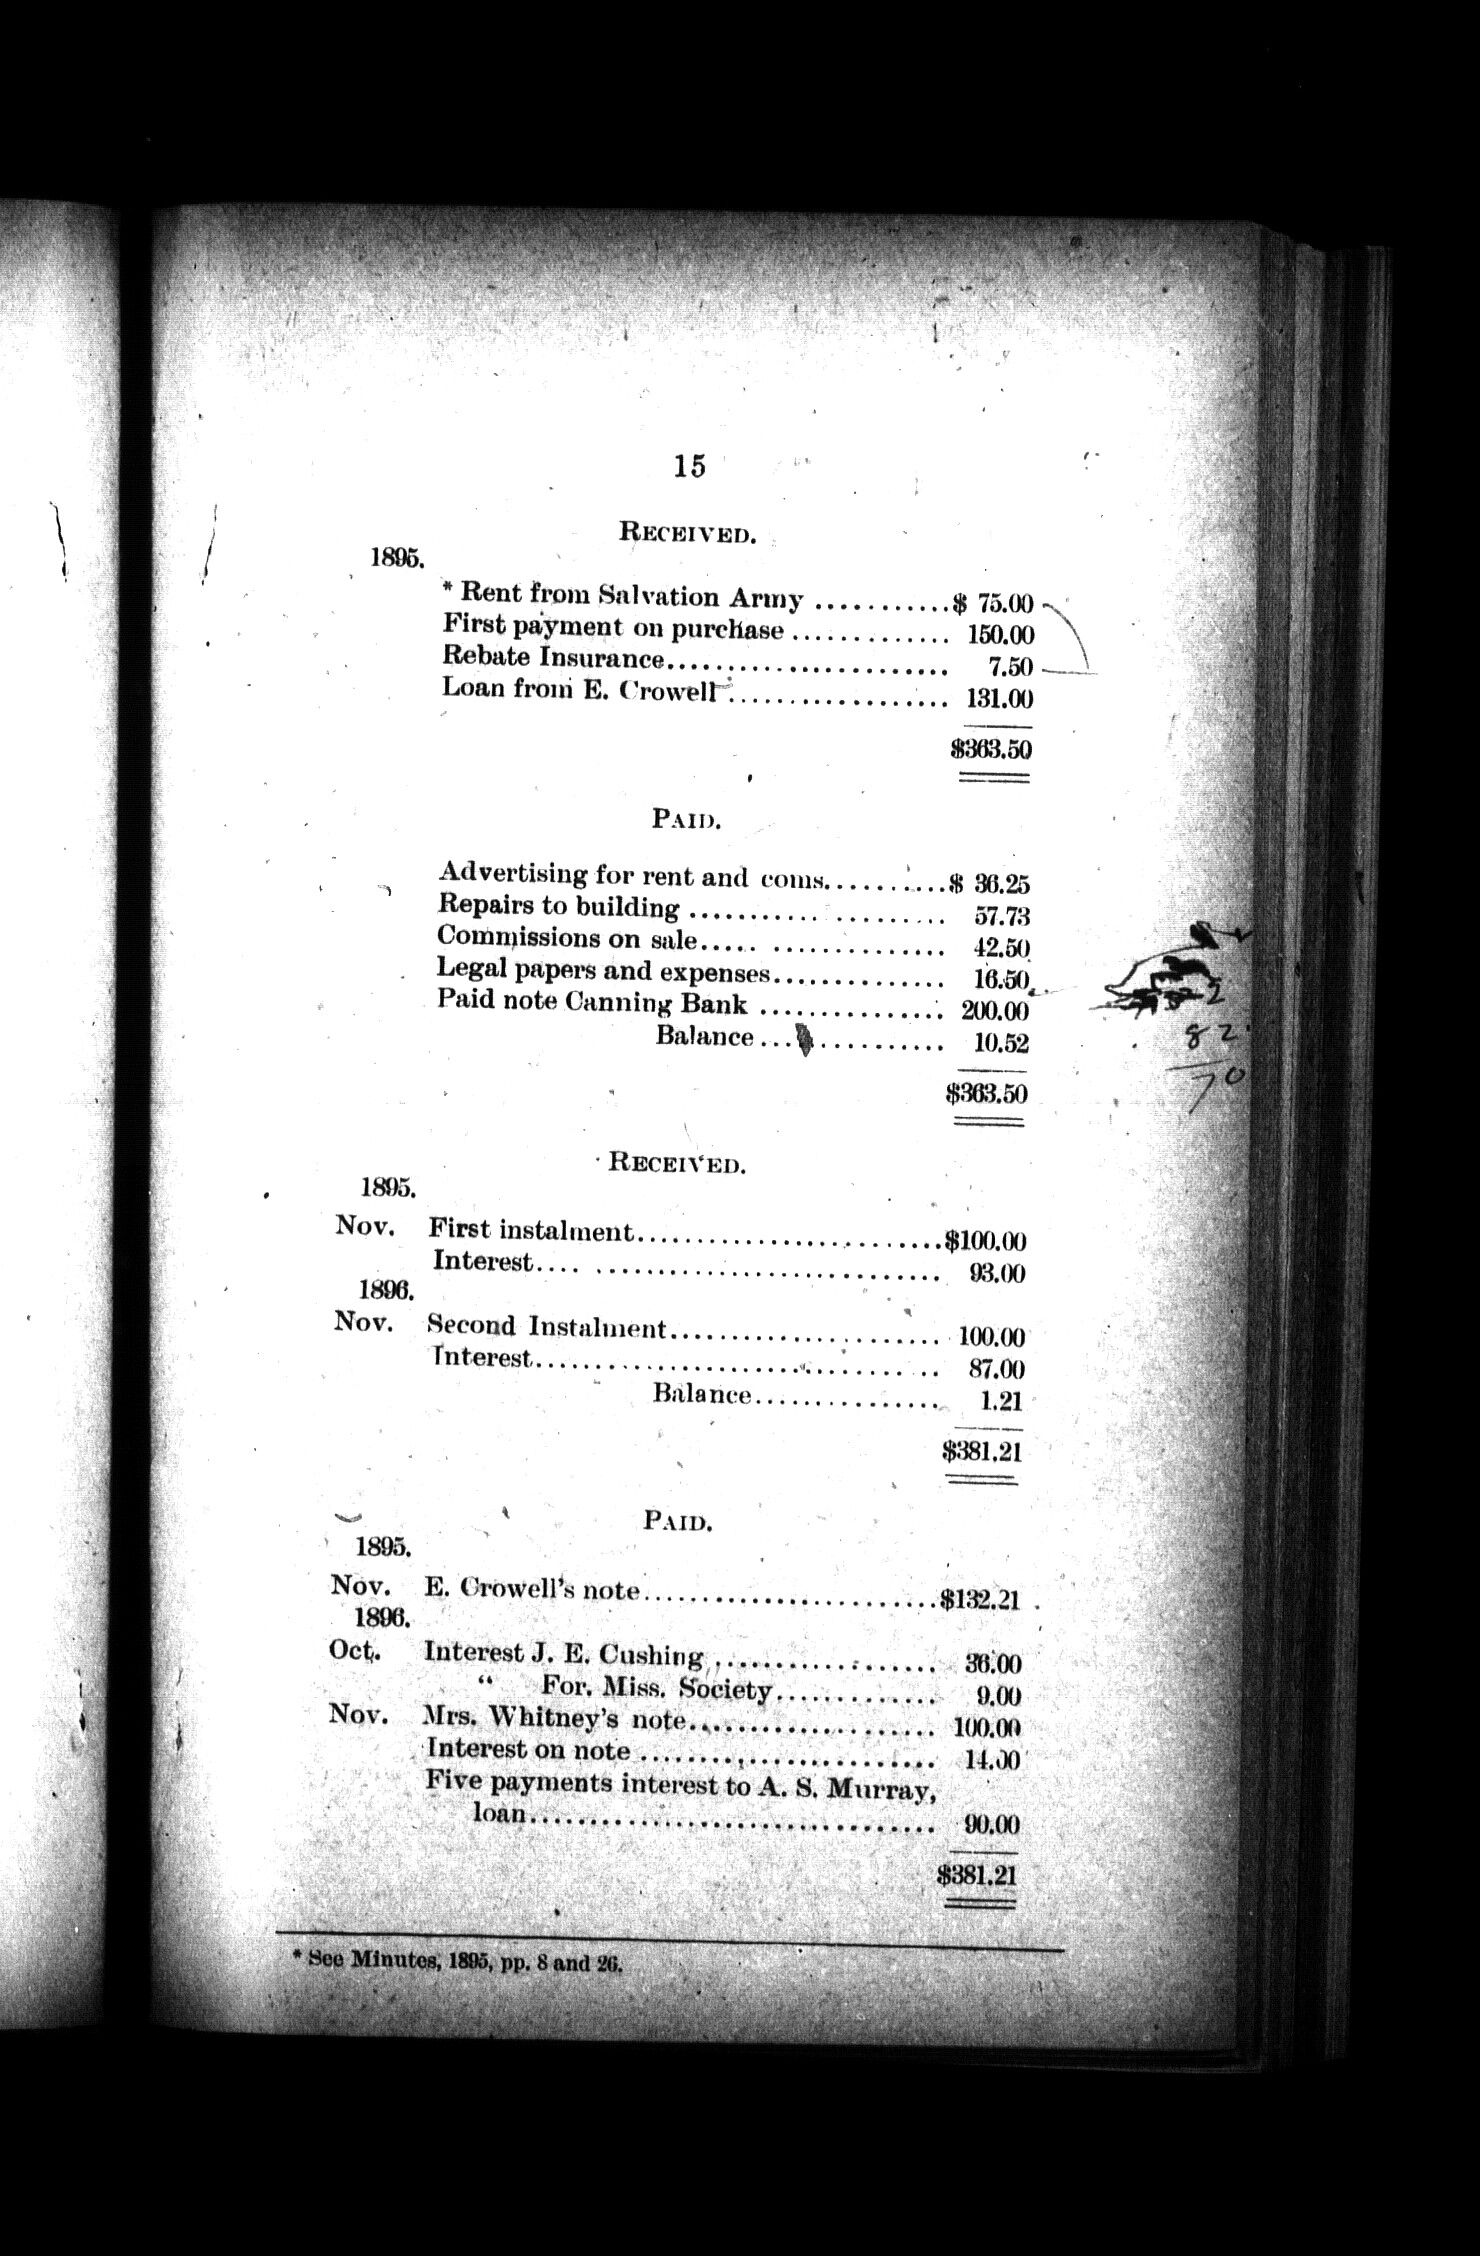 15
RECEIVED.
1895.
* Rent from Salvation Army ...........$ 75.00
First payment on purchase ............. 150.00
Rebate Insurance....................... 7.50
Loan from E. Crowell................... 131.00
$363.50
PAID.
Advertising for rent and coms..........$ 36.25
Repairs to building .................... 57.73
Commissions on sale.................... 42.50
Legal papers and expenses.............. 16.50
Paid note Canning Bank ............... 200.00
Balance............... 10.52
$363.50
82
70
RECEIVED.
1895.
Nov. First instalment.........................$100.00
Interest................................. 93.00
1896.
Nov. Second Instalment...................... 100.00
Interest................................. 87.00
Balance............... 1.21
$381.21
PAID.
1895.
Nov. E. Crowell's note........................$132.21
1896.
Oct. Interest J. E. Cushing ................... 36.00
“ For. Miss. Society............. 9.00
Nov. Mrs. Whitney's note.................... 100.00
Interest on note ........................ 14.00
Five payments interest to A. S. Murray,
loan................................. 90.00
$381.21
* See Minutes, 1895, pp. 8 and 26.